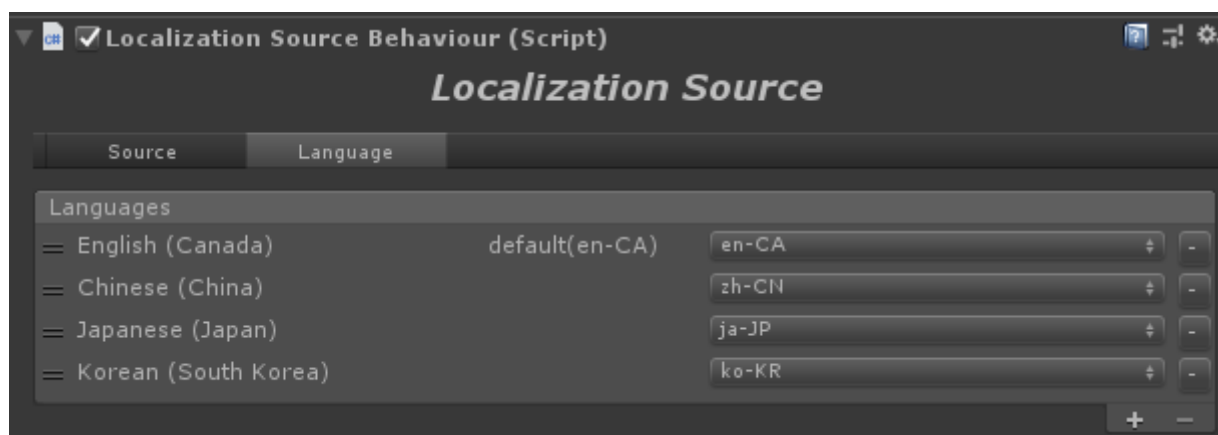 Localization Source Behaviour (Script)
Localization Source
Source Language
Languages
English (Canada) default(en-CA) en-CA -
Chinese (China) zh-CN -
Japanese (Japan) ja-JP -
Korean (South Korea) ko-KR -
+ -